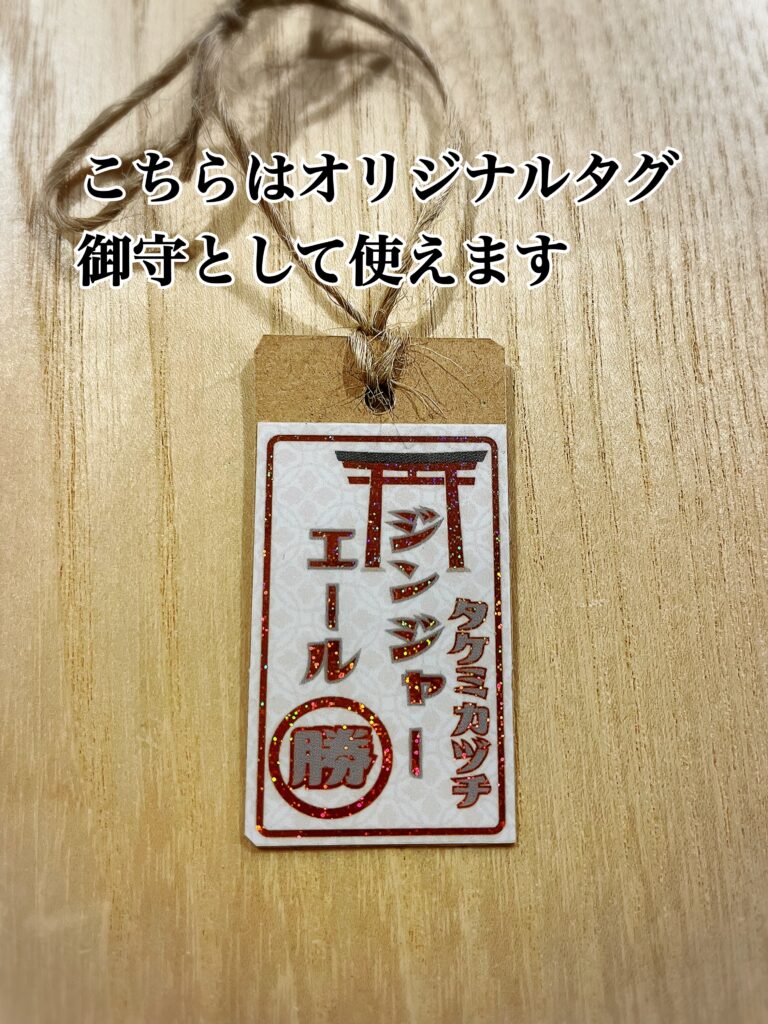 こちらはオリジナルタグ
御守として使えます
ジンジャー
エール
タケミカヅチ
勝